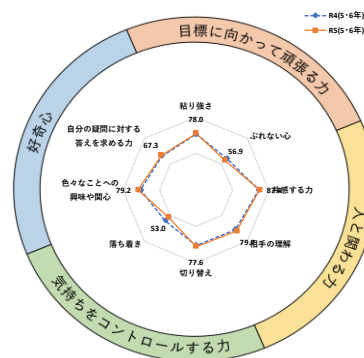 R4(5・6年)
R5(5・6年)
目標に向かって頑張る力
粘り強さ
78.0
自分の疑問に対する
答えを求める力
67.3
ぶれない心
56.9
好奇心
色々なことへの
興味や関心
79.2
共感する力
人と関わる力
落ち着き
53.0
相手の理解
切り替え
77.6
気持ちをコントロールする力